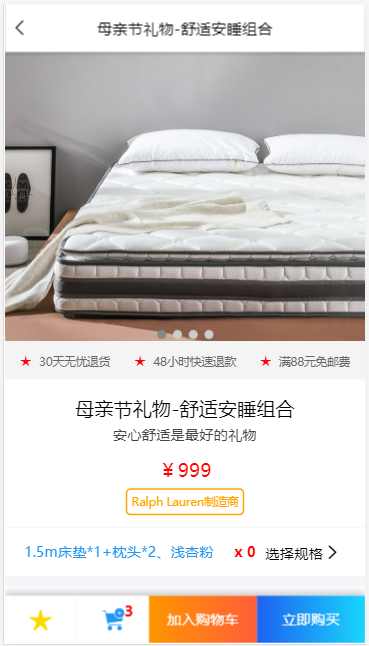 母亲节礼物-舒适安睡组合
30天无忧退货 48小时快速退款 满88元免邮费
母亲节礼物-舒适安睡组合
安心舒适是最好的礼物
￥999
Ralph Lauren制造商
1.5m床垫*1+枕头*2、浅杏粉 x 0 选择规格
3 加入购物车 立即购买